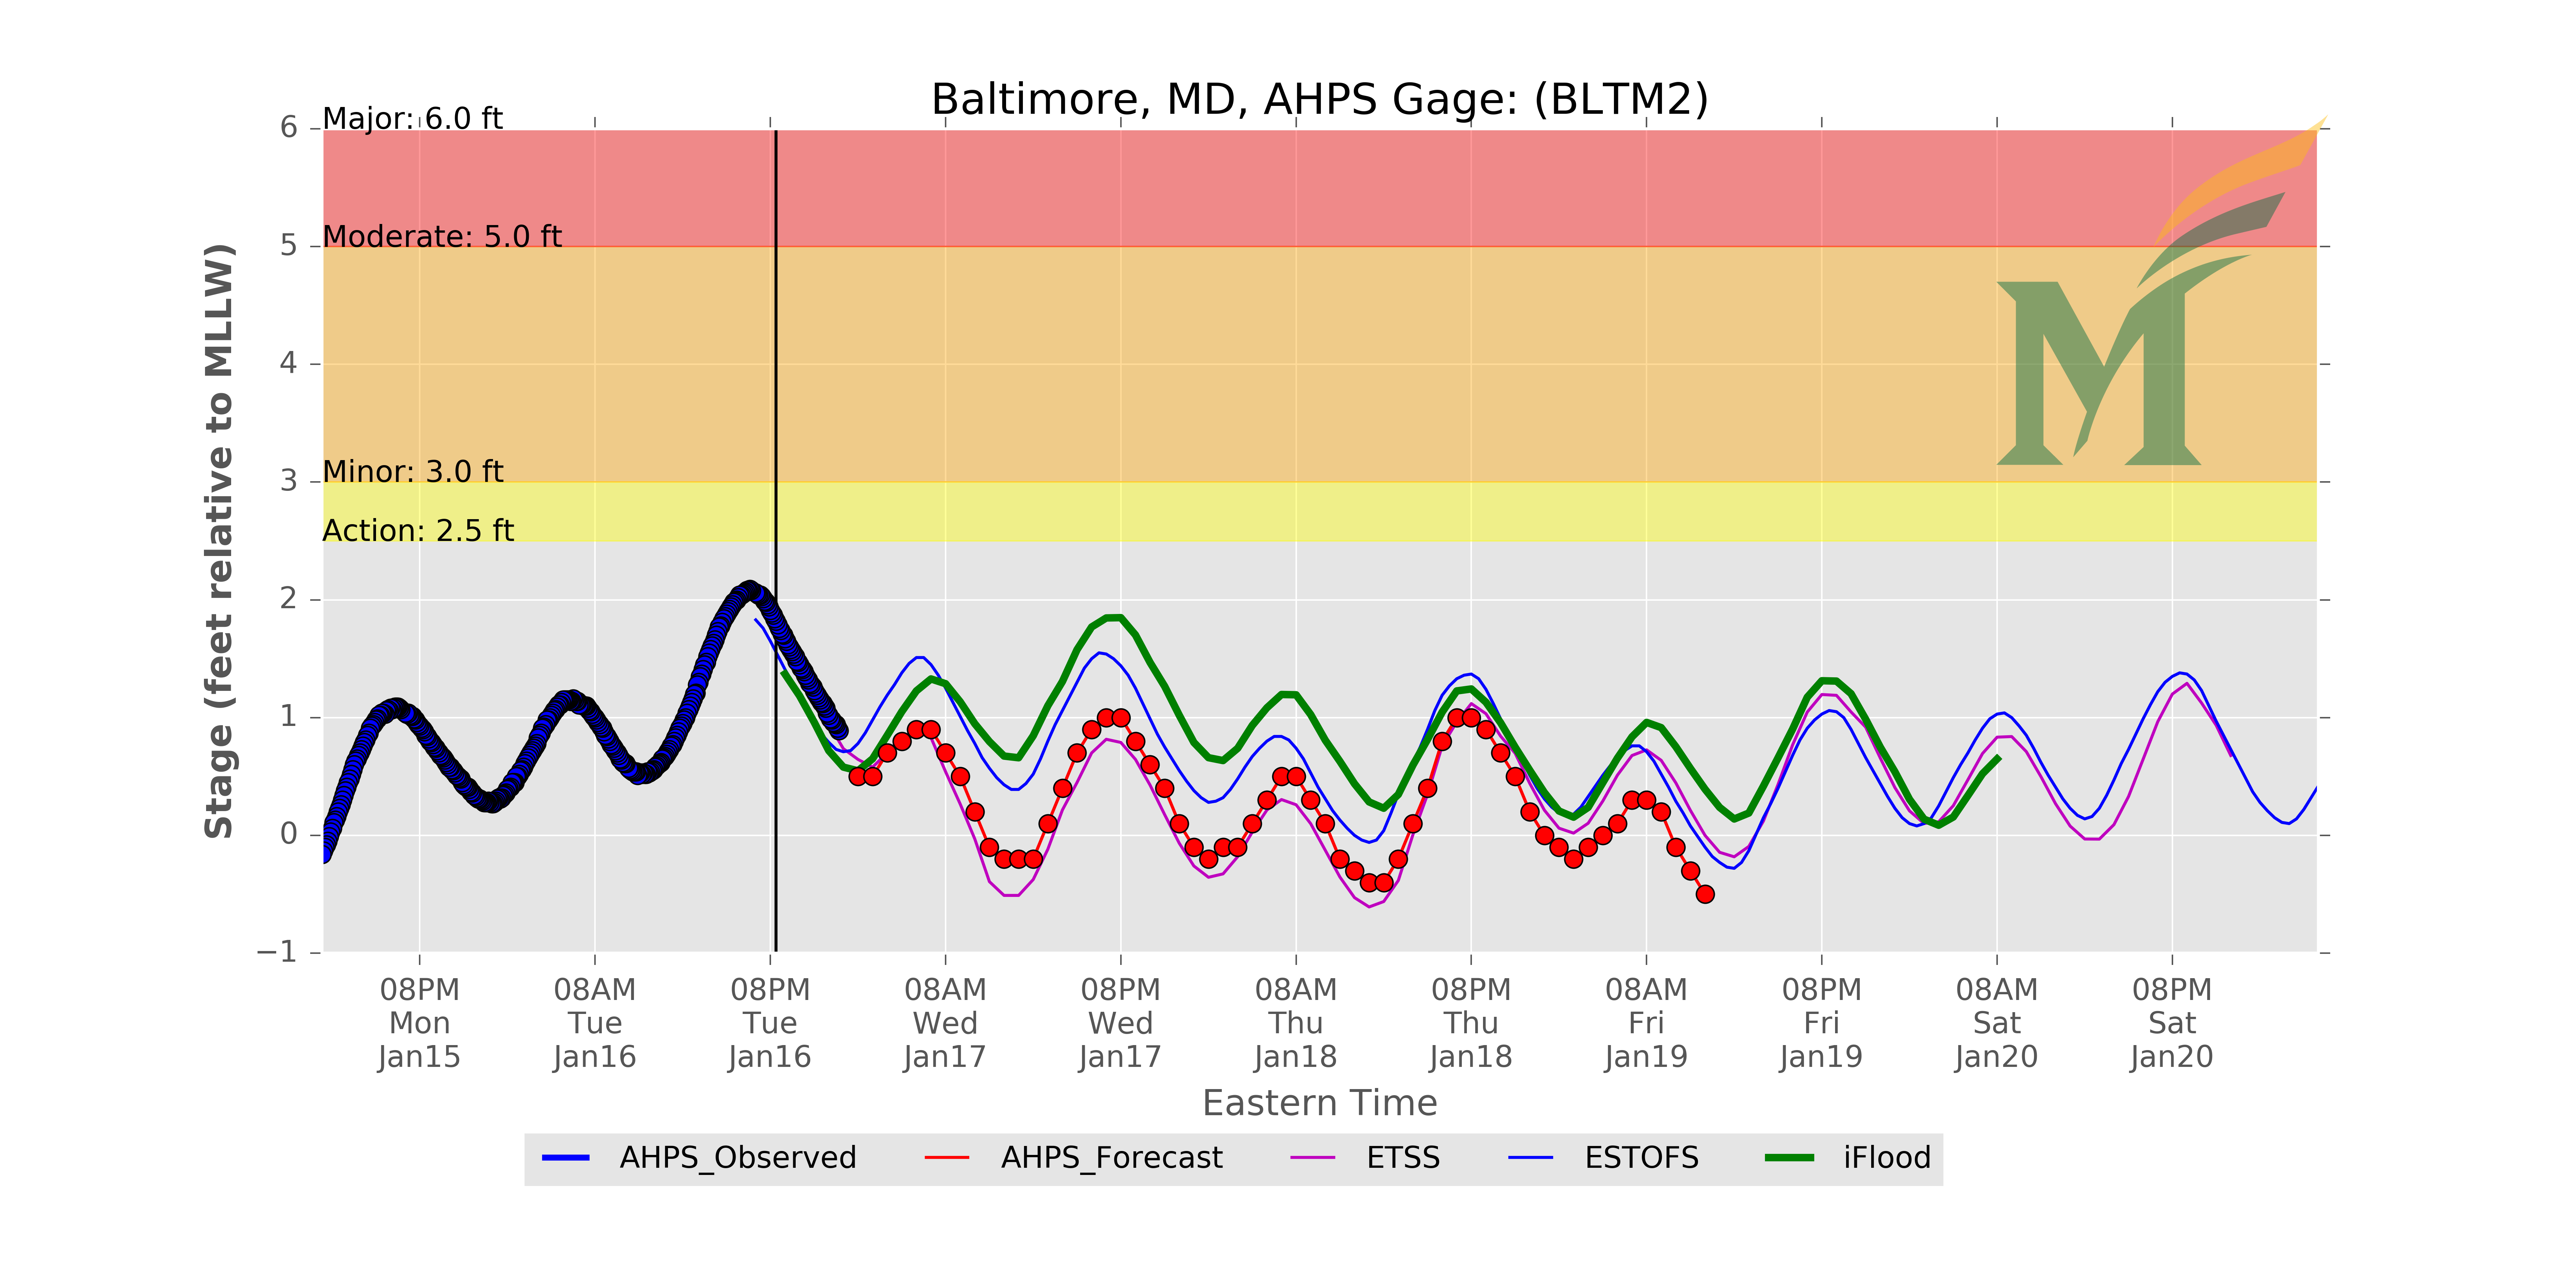 Baltimore, MD, AHPS Gage: (BLTM2)
Major: 6.0 ft
Moderate: 5.0 ft
Minor: 3.0 ft
Action: 2.5 ft
6
5
4
3
2
1
0
−1
Stage (feet relative to MLLW)
08PM
Mon
Jan15
08AM
Tue
Jan16
08PM
Tue
Jan16
08AM
Wed
Jan17
08PM
Wed
Jan17
08AM
Thu
Jan18
08PM
Thu
Jan18
08AM
Fri
Jan19
08PM
Fri
Jan19
08AM
Sat
Jan20
08PM
Sat
Jan20
Eastern Time
AHPS_Observed
AHPS_Forecast
ETSS
ESTOFS
iFlood
M